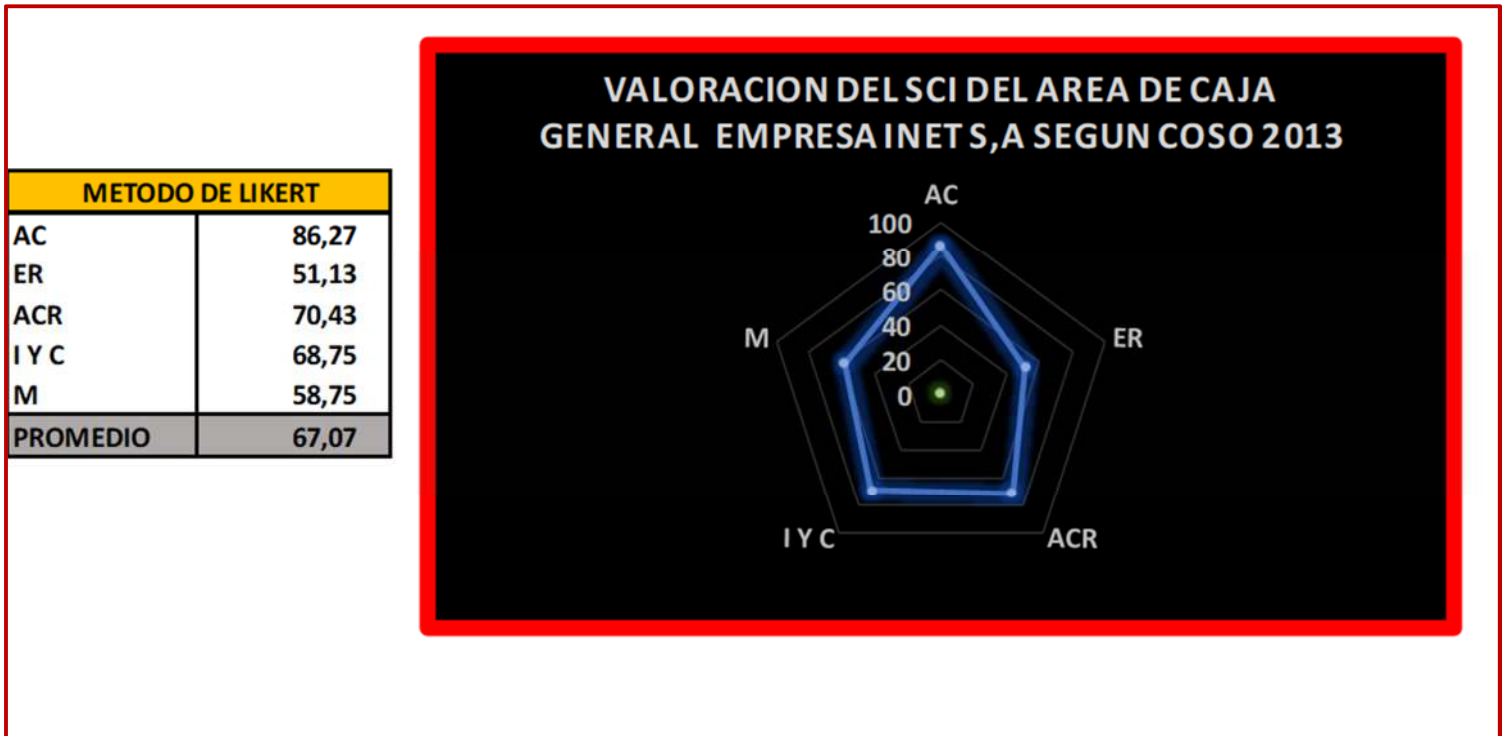 METODO DE LIKERT
AC 86,27
ER 51,13
ACR 70,43
I Y C 68,75
M 58,75
PROMEDIO 67,07
VALORACION DEL SCI DEL AREA DE CAJA
GENERAL EMPRESA INET S,A SEGUN COSO 2013
AC
100
80
60
40
20
0
M
ER
I Y C
ACR